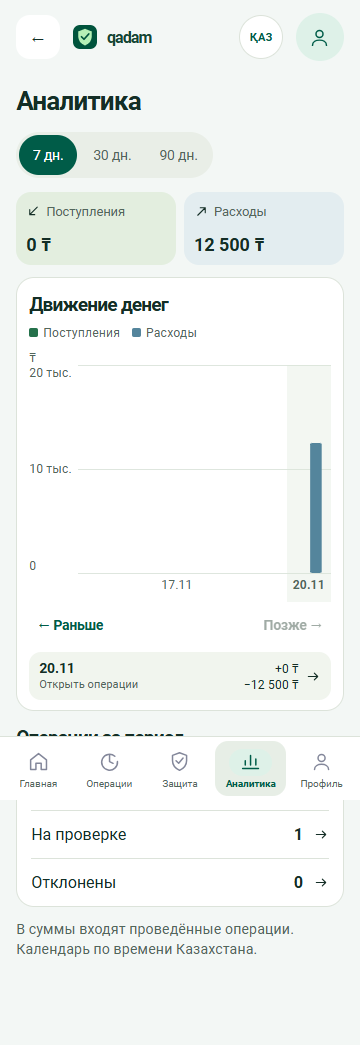 ←
qadam
ҚАЗ
Аналитика
7 дн.
30 дн.
90 дн.
Поступления
0 ₸
Расходы
12 500 ₸
Движение денег
Поступления
Расходы
₸
20 тыс.
10 тыс.
0
17.11
20.11
← Раньше
Позже →
20.11
Открыть операции
+0 ₸
−12 500 ₸
→
Главная
Операции
Защита
Аналитика
Профиль
На проверке 1 →
Отклонены 0 →
В суммы входят проведённые операции.
Календарь по времени Казахстана.